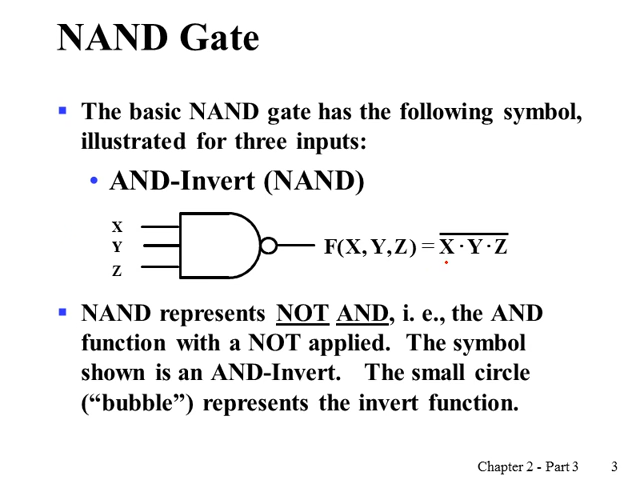 NAND Gate
The basic NAND gate has the following symbol,
illustrated for three inputs:
• AND-Invert (NAND)
X
Y
Z
F(X, Y, Z) = X̅ ̅·̅ ̅Y̅ ̅·̅ ̅Z̅
NAND represents NOT AND, i. e., the AND
function with a NOT applied. The symbol
shown is an AND-Invert. The small circle
(“bubble”) represents the invert function.
Chapter 2 - Part 3 3